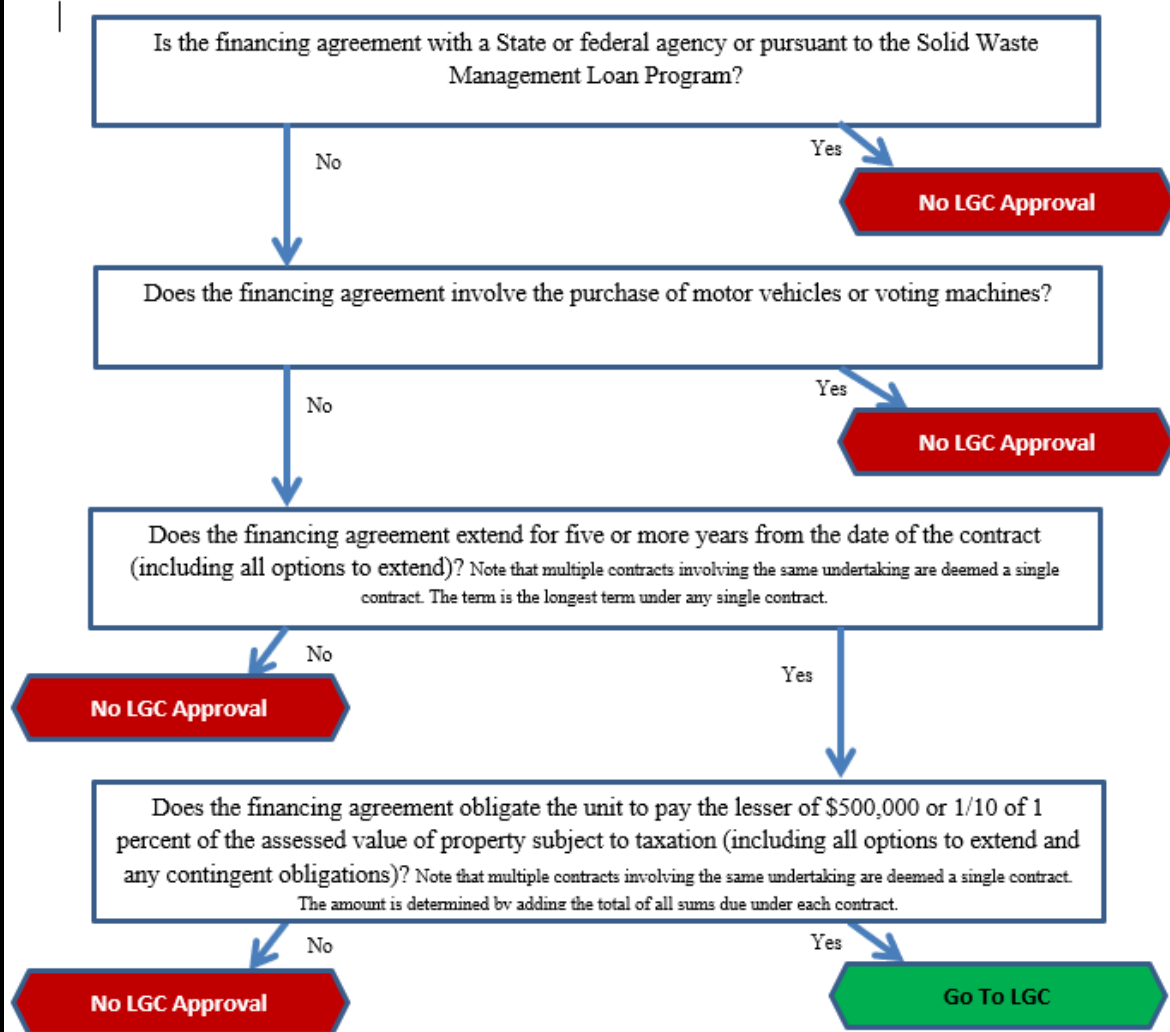 Is the financing agreement with a State or federal agency or pursuant to the Solid Waste
Management Loan Program?
No
Yes
No LGC Approval
Does the financing agreement involve the purchase of motor vehicles or voting machines?
No
Yes
No LGC Approval
Does the financing agreement extend for five or more years from the date of the contract
(including all options to extend)? Note that multiple contracts involving the same undertaking are deemed a single
contract. The term is the longest term under any single contract.
No
Yes
No LGC Approval
Does the financing agreement obligate the unit to pay the lesser of $500,000 or 1/10 of 1
percent of the assessed value of property subject to taxation (including all options to extend and
any contingent obligations)? Note that multiple contracts involving the same undertaking are deemed a single contract.
The amount is determined by adding the total of all sums due under each contract.
No
Yes
No LGC Approval
Go To LGC